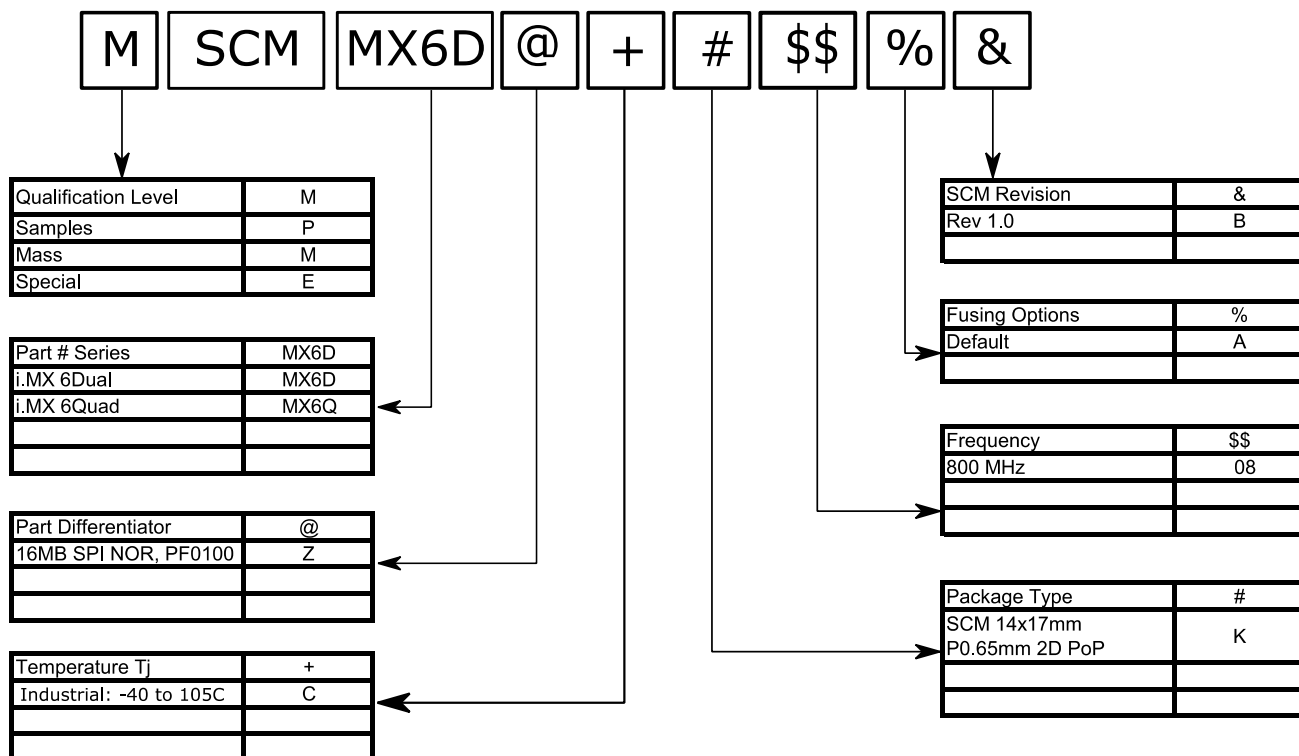 M SCM MX6D @ + # $$ % &
Qualification Level M
Samples P
Mass M
Special E
Part # Series MX6D
i.MX 6Dual MX6D
i.MX 6Quad MX6Q
Part Differentiator @
16MB SPI NOR, PF0100 Z
Temperature Tj +
Industrial: -40 to 105C C
SCM Revision &
Rev 1.0 B
Fusing Options %
Default A
Frequency $$
800 MHz 08
Package Type #
SCM 14x17mm
P0.65mm 2D PoP K